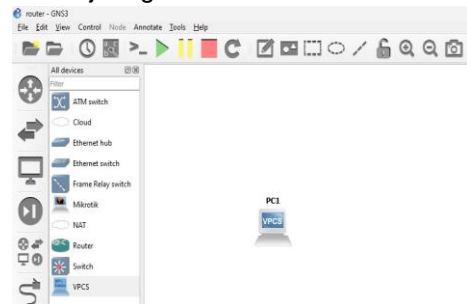 router - GNS3
File Edit View Control Node Annotate Tools Help
All devices
Filter
ATM switch
Cloud
Ethernet hub
Ethernet switch
Frame Relay switch
Mikrotik
NAT
Router
Switch
VPCS
PC1
VPCS